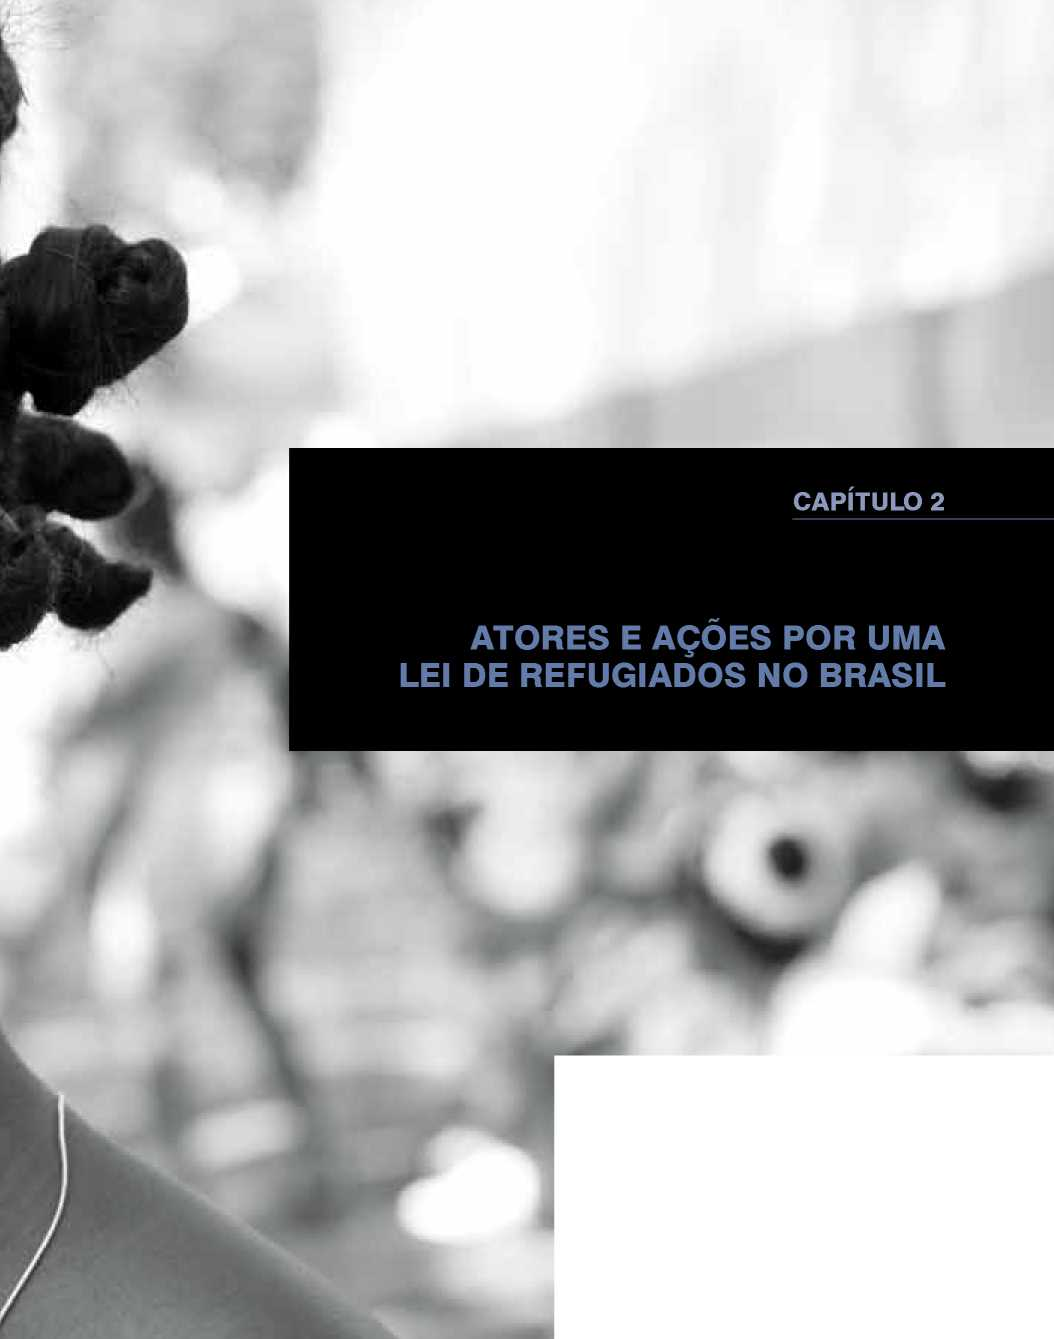 CAPÍTULO 2
ATORES E AÇÕES POR UMA
LEI DE REFUGIADOS NO BRASIL